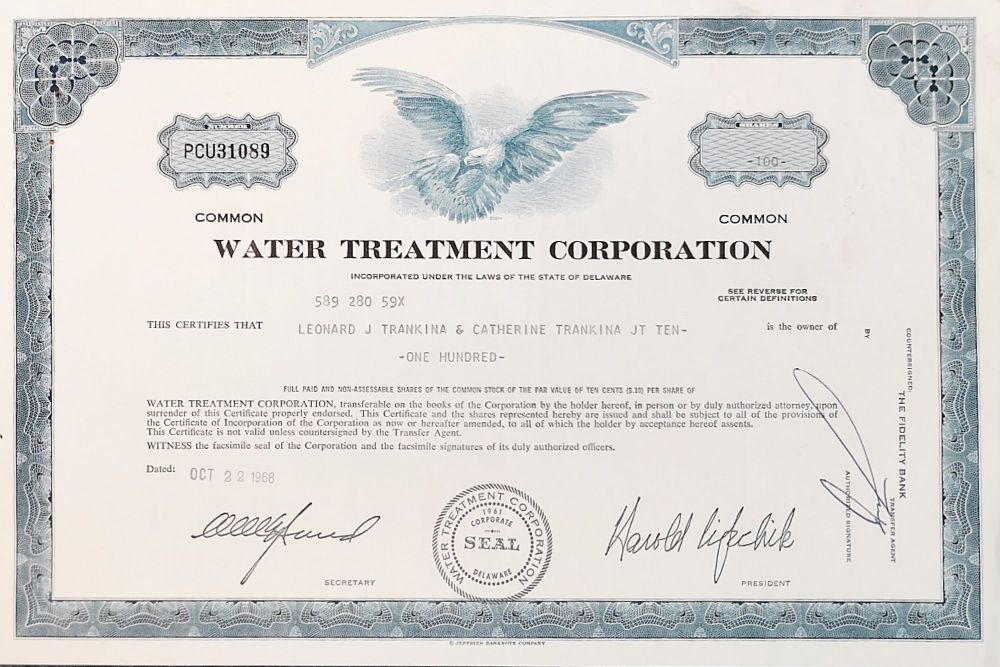 PCU31089
SHARES
-100-
COMMON
COMMON
WATER TREATMENT CORPORATION
INCORPORATED UNDER THE LAWS OF THE STATE OF DELAWARE
SEE REVERSE FOR
CERTAIN DEFINITIONS
589 280 59X
THIS CERTIFIES THAT
LEONARD J TRANKINA & CATHERINE TRANKINA JT TEN-
is the owner of
-ONE HUNDRED-
FULL PAID AND NON-ASSESSABLE SHARES OF THE COMMON STOCK OF THE PAR VALUE OF TEN CENTS ($.10) PER SHARE OF
WATER TREATMENT CORPORATION, transferable on the books of the Corporation by the holder hereof, in person or by duly authorized attorney, upon
surrender of this Certificate properly endorsed. This Certificate and the shares represented hereby are issued and shall be subject to all of the provisions of
the Certificate of Incorporation of the Corporation as now or hereafter amended, to all of which the holder by acceptance hereof assents.
This Certificate is not valid unless countersigned by the Transfer Agent.
WITNESS the facsimile seal of the Corporation and the facsimile signatures of its duly authorized officers.
Dated:
OCT 22 1968
SECRETARY
WATER TREATMENT CORPORATION
1961
CORPORATE
SEAL
DELAWARE
Harold Lifschik
PRESIDENT
COUNTERSIGNED:
THE FIDELITY BANK
TRANSFER AGENT
BY
AUTHORIZED SIGNATURE
© JEFFRIES BANKNOTE COMPANY